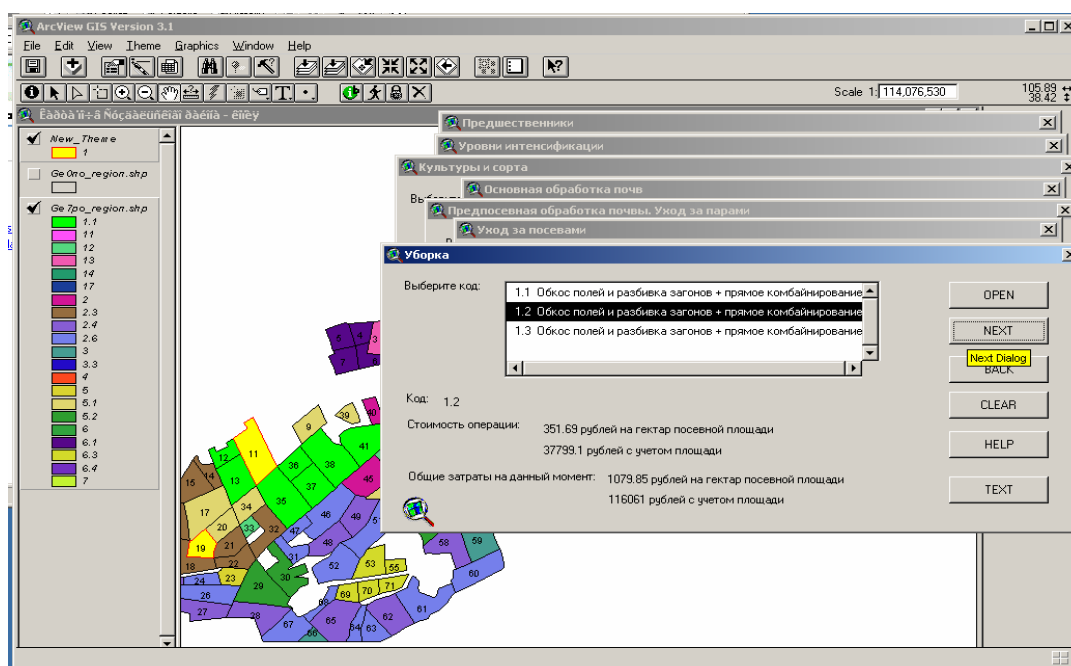 ArcView GIS Version 3.1
File Edit View Theme Graphics Window Help
Scale 1: 114,076,530
105.89
38.42
Предшественники
Уровни интенсификации
Культуры и сорта
Основная обработка почв
Предпосевная обработка почвы. Уход за парами
Уход за посевами
Уборка
Выберите код:
1.1 Обкос полей и разбивка загонов + прямое комбайнирование
1.2 Обкос полей и разбивка загонов + прямое комбайнирование
1.3 Обкос полей и разбивка загонов + прямое комбайнирование
OPEN
NEXT
Next Dialog
BACK
CLEAR
HELP
TEXT
Код: 1.2
Стоимость операции: 351.69 рублей на гектар посевной площади
37799.1 рублей с учетом площади
Общие затраты на данный момент: 1079.85 рублей на гектар посевной площади
116061 рублей с учетом площади
New_Theme
1
Ge0no_region.shp
Ge7po_region.shp
1.1
11
12
13
14
17
2
2.3
2.4
2.6
3
3.3
4
5
5.1
5.2
6
6.1
6.3
6.4
7
5 4 3
7 6
39 40
9
12 11 41
36 38
15 14 13 37 45
35
17 34 46 49
20 33 32 47
19 21 48 58 59
31
18 22 52 53 55
24 23 30 60
26 29 69 70 71
27 28 68 61
67 65 62
66 64 63